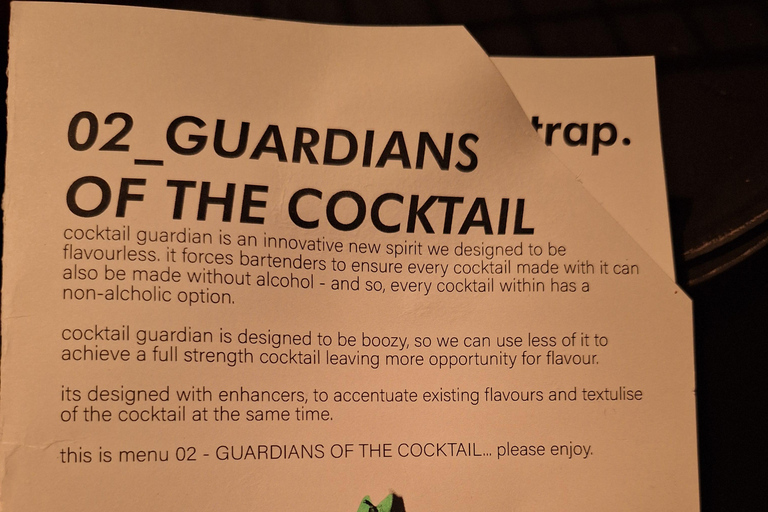 02_GUARDIANS
OF THE COCKTAIL
trap.
cocktail guardian is an innovative new spirit we designed to be
flavourless. it forces bartenders to ensure every cocktail made with it can
also be made without alcohol - and so, every cocktail within has a
non-alcholic option.
cocktail guardian is designed to be boozy, so we can use less of it to
achieve a full strength cocktail leaving more opportunity for flavour.
its designed with enhancers, to accentuate existing flavours and textulise
of the cocktail at the same time.
this is menu 02 - GUARDIANS OF THE COCKTAIL... please enjoy.